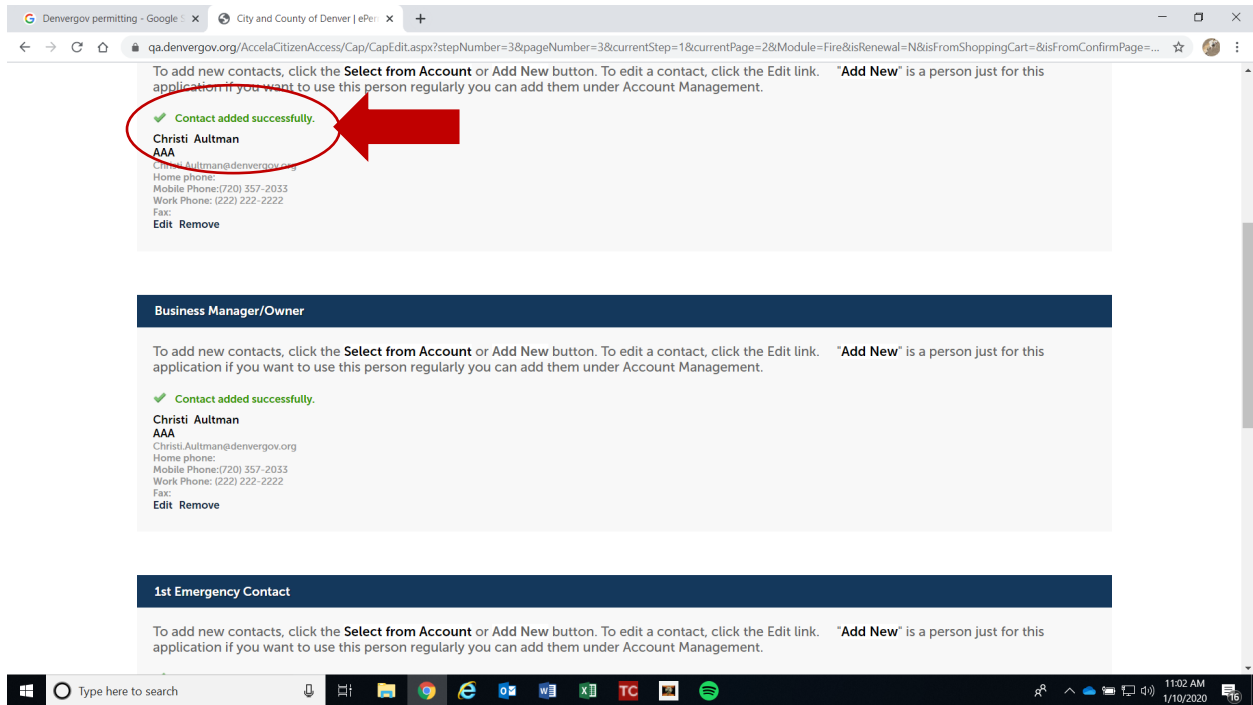 Denvergov permitting - Google S
City and County of Denver | ePer
qa.denvergov.org/AccelaCitizenAccess/Cap/CapEdit.aspx?stepNumber=3&pageNumber=3&currentStep=1&currentPage=2&Module=Fire&isRenewal=N&isFromShoppingCart=&isFromConfirmPage=...
To add new contacts, click the Select from Account or Add New button. To edit a contact, click the Edit link. "Add New" is a person just for this
application if you want to use this person regularly you can add them under Account Management.
Contact added successfully.
Christi Aultman
AAA
Christi.Aultman@denvergov.org
Home phone:
Mobile Phone:(720) 357-2033
Work Phone: (222) 222-2222
Fax:
Edit Remove
Business Manager/Owner
To add new contacts, click the Select from Account or Add New button. To edit a contact, click the Edit link. "Add New" is a person just for this
application if you want to use this person regularly you can add them under Account Management.
Contact added successfully.
Christi Aultman
AAA
Christi.Aultman@denvergov.org
Home phone:
Mobile Phone:(720) 357-2033
Work Phone: (222) 222-2222
Fax:
Edit Remove
1st Emergency Contact
To add new contacts, click the Select from Account or Add New button. To edit a contact, click the Edit link. "Add New" is a person just for this
application if you want to use this person regularly you can add them under Account Management.
Type here to search
TC
11:02 AM
1/10/2020
16